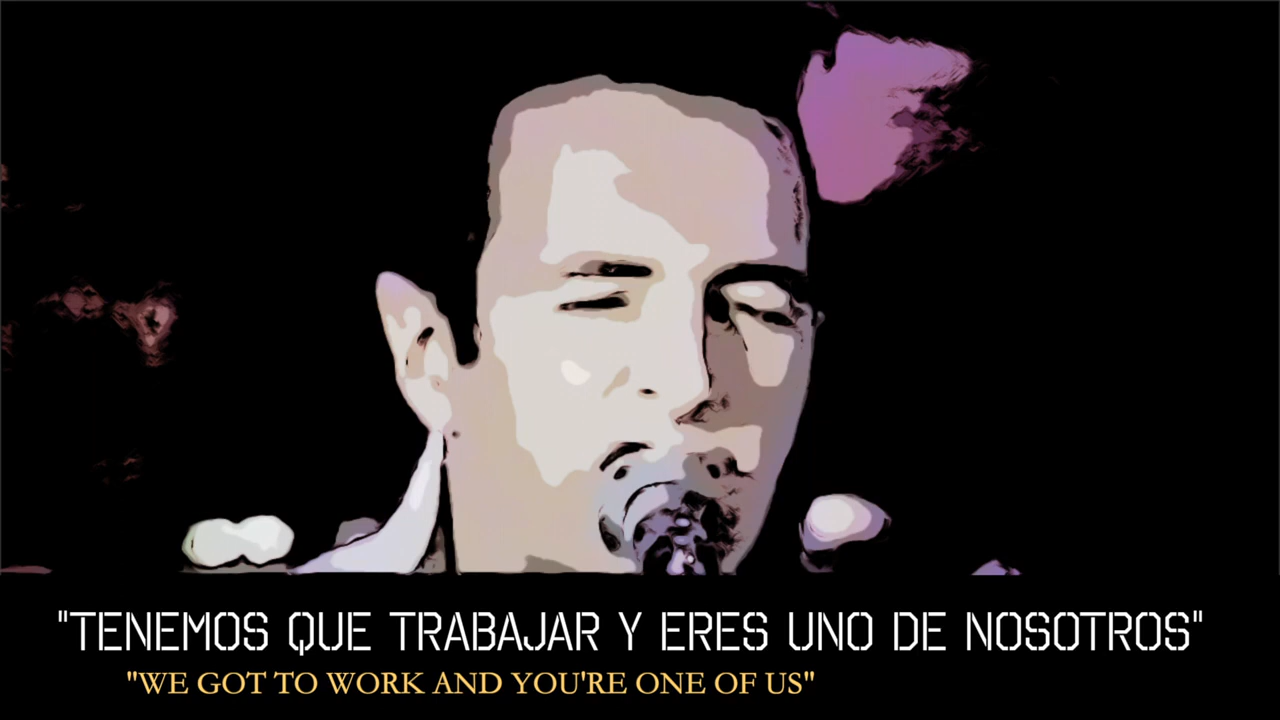 "TENEMOS QUE TRABAJAR Y ERES UNO DE NOSOTROS"
"WE GOT TO WORK AND YOU'RE ONE OF US"